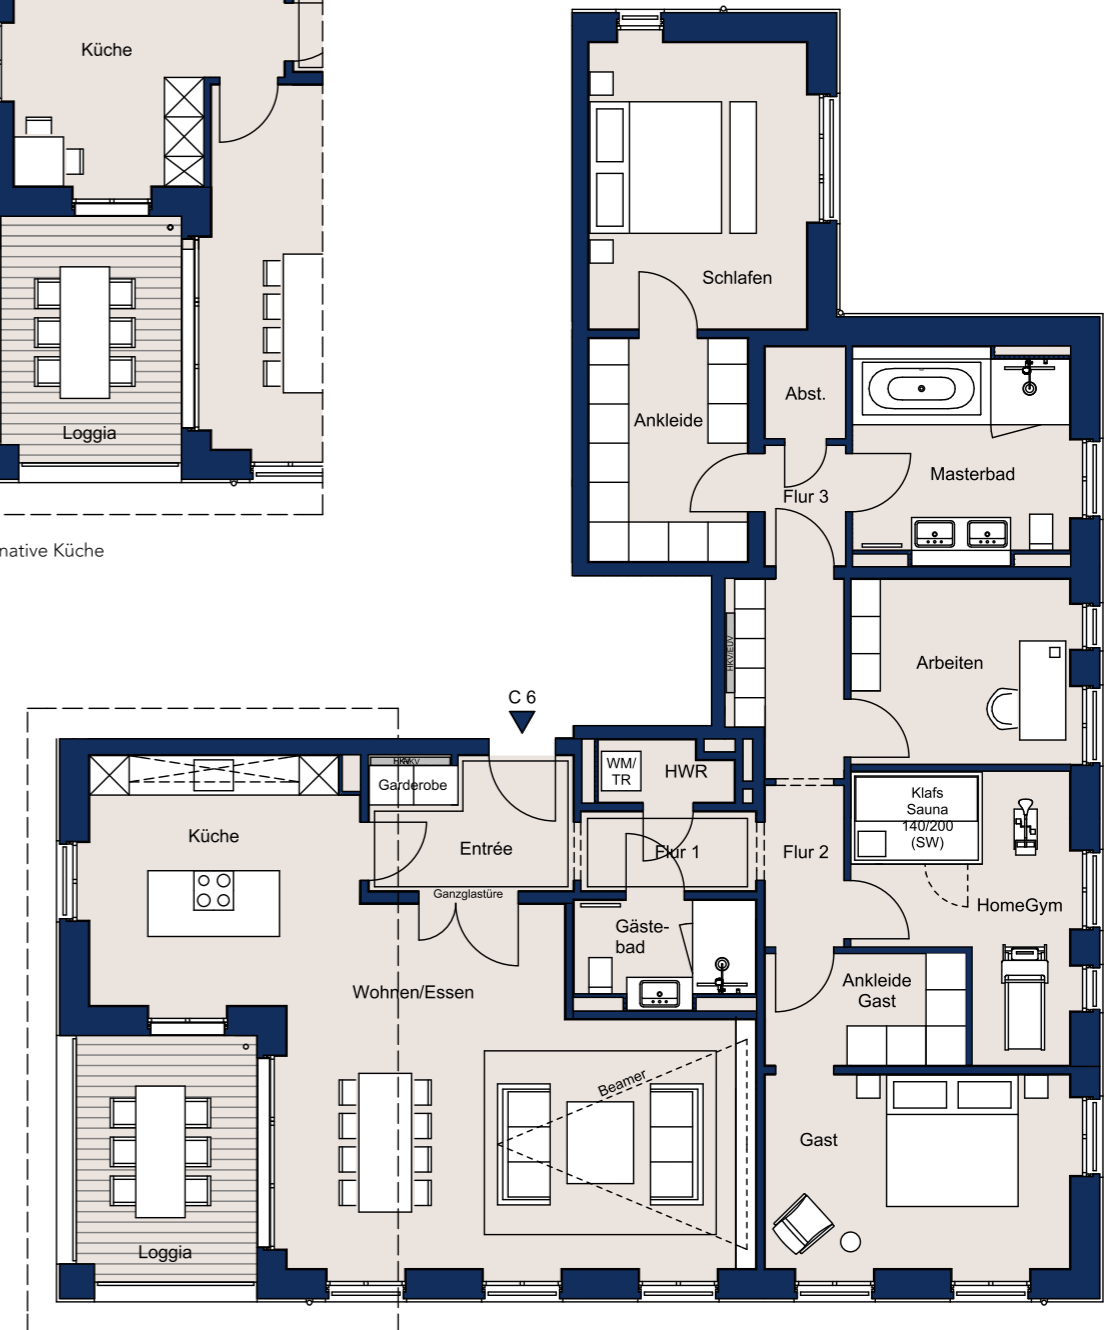 Küche
Loggia
native Küche
Schlafen
Ankleide
Abst.
Masterbad
Flur 3
HKV/EUV
Arbeiten
C 6
WM/
TR
HWR
Garderobe
Küche
Entrée
Flur 1
Flur 2
Klafs
Sauna
140/200
(SW)
HomeGym
Ganzglastüre
Gäste-
bad
Wohnen/Essen
Ankleide
Gast
Beamer
Gast
Loggia